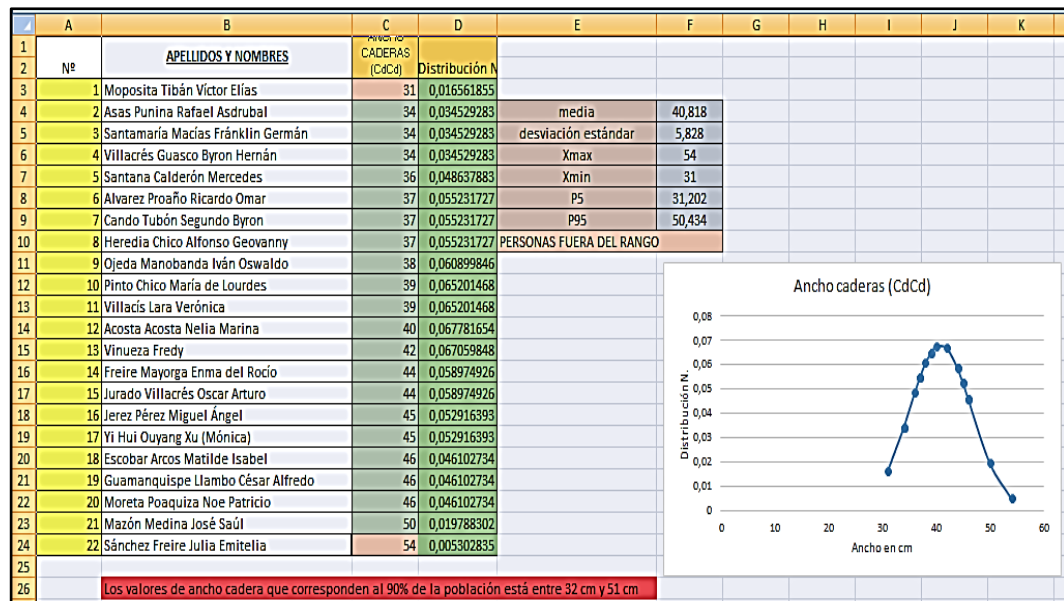 A B C D E F G H I J K
1 ANCHO
APELLIDOS Y NOMBRES CADERAS
2 Nº (CdCd) Distribución N
3 1 Moposita Tibán Víctor Elías 31 0,016561855
4 2 Asas Punina Rafael Asdrubal 34 0,034529283 media 40,818
5 3 Santamaría Macías Fránklin Germán 34 0,034529283 desviación estándar 5,828
6 4 Villacrés Guasco Byron Hernán 34 0,034529283 Xmax 54
7 5 Santana Calderón Mercedes 36 0,048637883 Xmin 31
8 6 Alvarez Proaño Ricardo Omar 37 0,055231727 P5 31,202
9 7 Cando Tubón Segundo Byron 37 0,055231727 P95 50,434
10 8 Heredia Chico Alfonso Geovanny 37 0,055231727 PERSONAS FUERA DEL RANGO
11 9 Ojeda Manobanda Iván Oswaldo 38 0,060899846
12 10 Pinto Chico María de Lourdes 39 0,065201468
13 11 Villacís Lara Verónica 39 0,065201468
14 12 Acosta Acosta Nelia Marina 40 0,067781654
15 13 Vinueza Fredy 42 0,067059848
16 14 Freire Mayorga Enma del Rocío 44 0,058974926
17 15 Jurado Villacrés Oscar Arturo 44 0,058974926
18 16 Jerez Pérez Miguel Ángel 45 0,052916393
19 17 Yi Hui Ouyang Xu (Mónica) 45 0,052916393
20 18 Escobar Arcos Matilde Isabel 46 0,046102734
21 19 Guamanquispe Llambo César Alfredo 46 0,046102734
22 20 Moreta Poaquiza Noe Patricio 46 0,046102734
23 21 Mazón Medina José Saúl 50 0,019788302
24 22 Sánchez Freire Julia Emitelia 54 0,005302835
25
26 Los valores de ancho cadera que corresponden al 90% de la población está entre 32 cm y 51 cm
Ancho caderas (CdCd)
Distribución N.
0,08
0,07
0,06
0,05
0,04
0,03
0,02
0,01
0
0 10 20 30 40 50 60
Ancho en cm